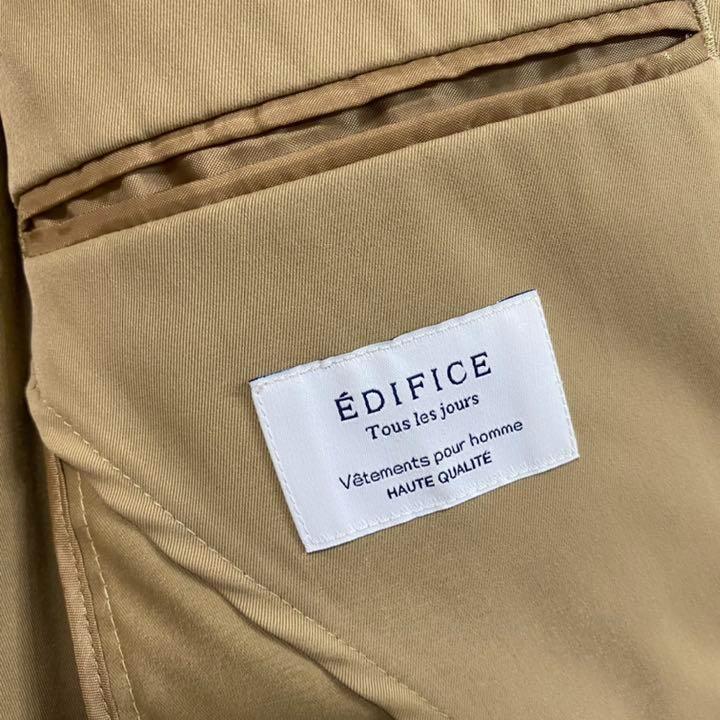 ÉDIFICE
Tous les jours
Vêtements pour homme
HAUTE QUALITÉ